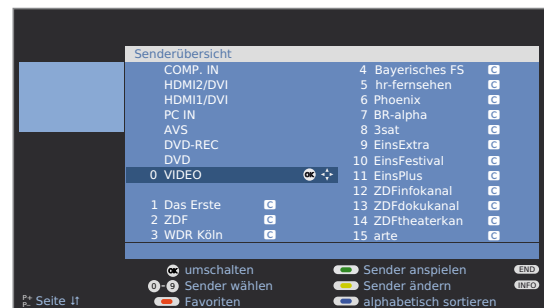 Senderübersicht
COMP. IN
HDMI2/DVI
HDMI1/DVI
PC IN
AVS
DVD-REC
DVD
0 VIDEO OK
1 Das Erste C
2 ZDF C
3 WDR Köln C
4 Bayerisches FS C
5 hr-fernsehen C
6 Phoenix C
7 BR-alpha C
8 3sat C
9 EinsExtra C
10 EinsFestival C
11 EinsPlus C
12 ZDFinfokanal C
13 ZDFdokukanal C
14 ZDFtheaterkan C
15 arte C
OK umschalten
0-9 Sender wählen
P+ P- Seite
Favoriten
Sender anspielen END
Sender ändern INFO
alphabetisch sortieren